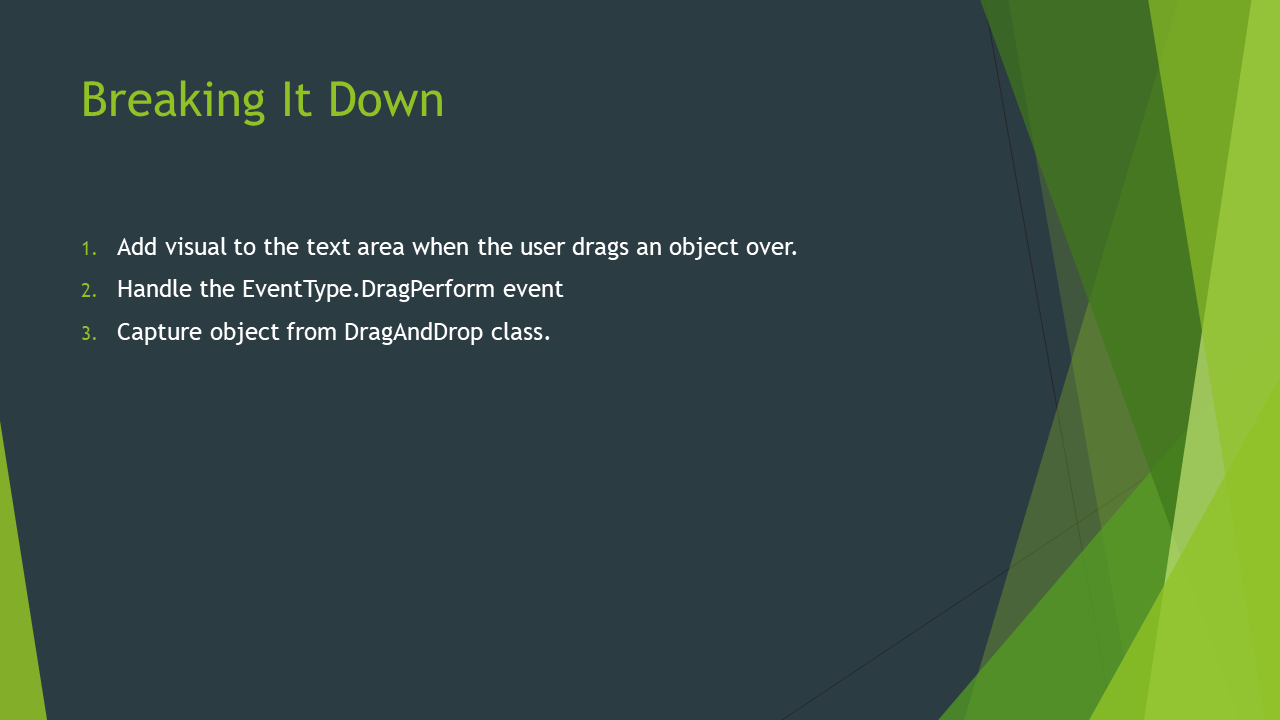 Breaking It Down
1. Add visual to the text area when the user drags an object over.
2. Handle the EventType.DragPerform event
3. Capture object from DragAndDrop class.